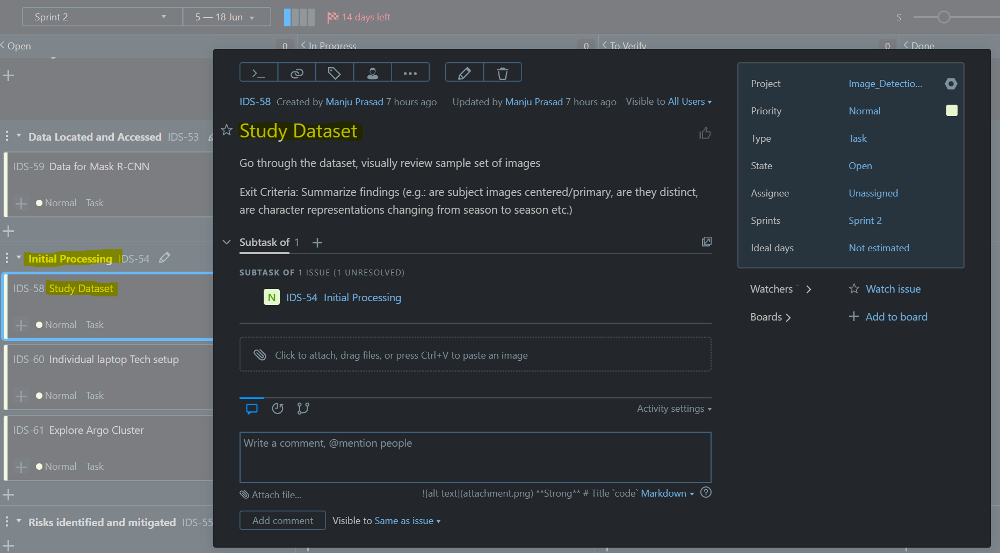 Sprint 2
5 — 18 Jun
14 days left
S
Open
0
In Progress
0
To Verify
0
Done
Data Located and Accessed IDS-53
IDS-59 Data for Mask R-CNN
Normal Task
Initial Processing IDS-54
IDS-58 Study Dataset
Normal Task
IDS-60 Individual laptop Tech setup
Normal Task
IDS-61 Explore Argo Cluster
Normal Task
Risks identified and mitigated IDS-55
IDS-58 Created by Manju Prasad 7 hours ago Updated by Manju Prasad 7 hours ago Visible to All Users
Study Dataset
Go through the dataset, visually review sample set of images
Exit Criteria: Summarize findings (e.g.: are subject images centered/primary, are they distinct,
are character representations changing from season to season etc.)
Subtask of 1
SUBTASK OF 1 ISSUE (1 UNRESOLVED)
N IDS-54 Initial Processing
Click to attach, drag files, or press Ctrl+V to paste an image
Activity settings
Write a comment, @mention people
Attach file... ![alt text](attachment.png) **Strong** # Title `code` Markdown
Add comment Visible to Same as issue
Project Image_Detectio...
Priority Normal
Type Task
State Open
Assignee Unassigned
Sprints Sprint 2
Ideal days Not estimated
Watchers - Watch issue
Boards Add to board